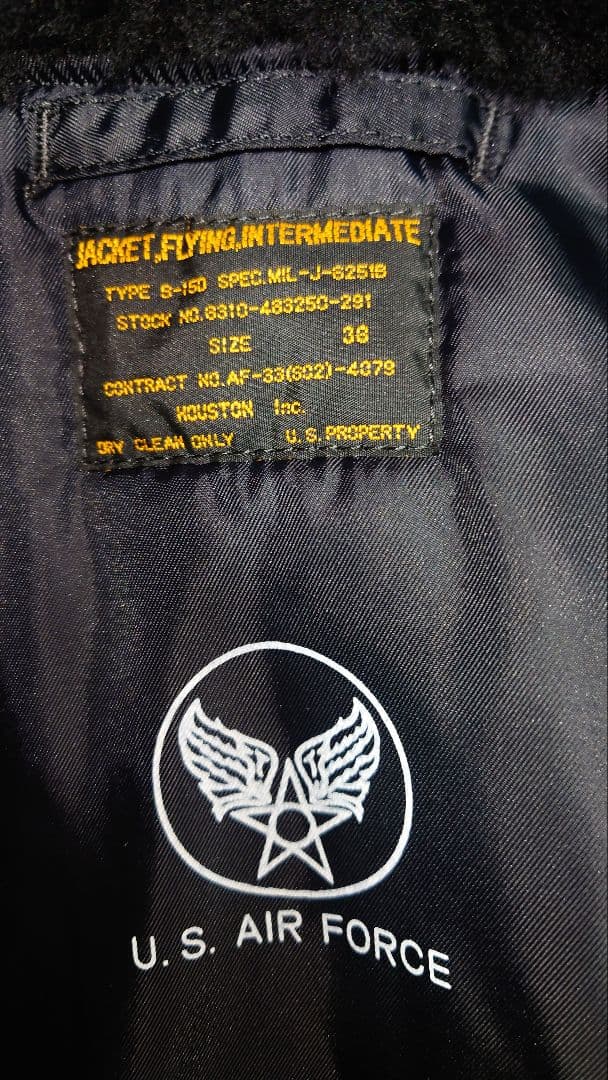 JACKET,FLYING,INTERMEDIATE
TYPE B-15D SPEC.MIL-J-6251B
STOCK NO.8310-483250-291
SIZE 38
CONTRACT NO.AF-33(602)-4079
HOUSTON Inc.
DRY CLEAN ONLY U.S.PROPERTY
U.S. AIR FORCE